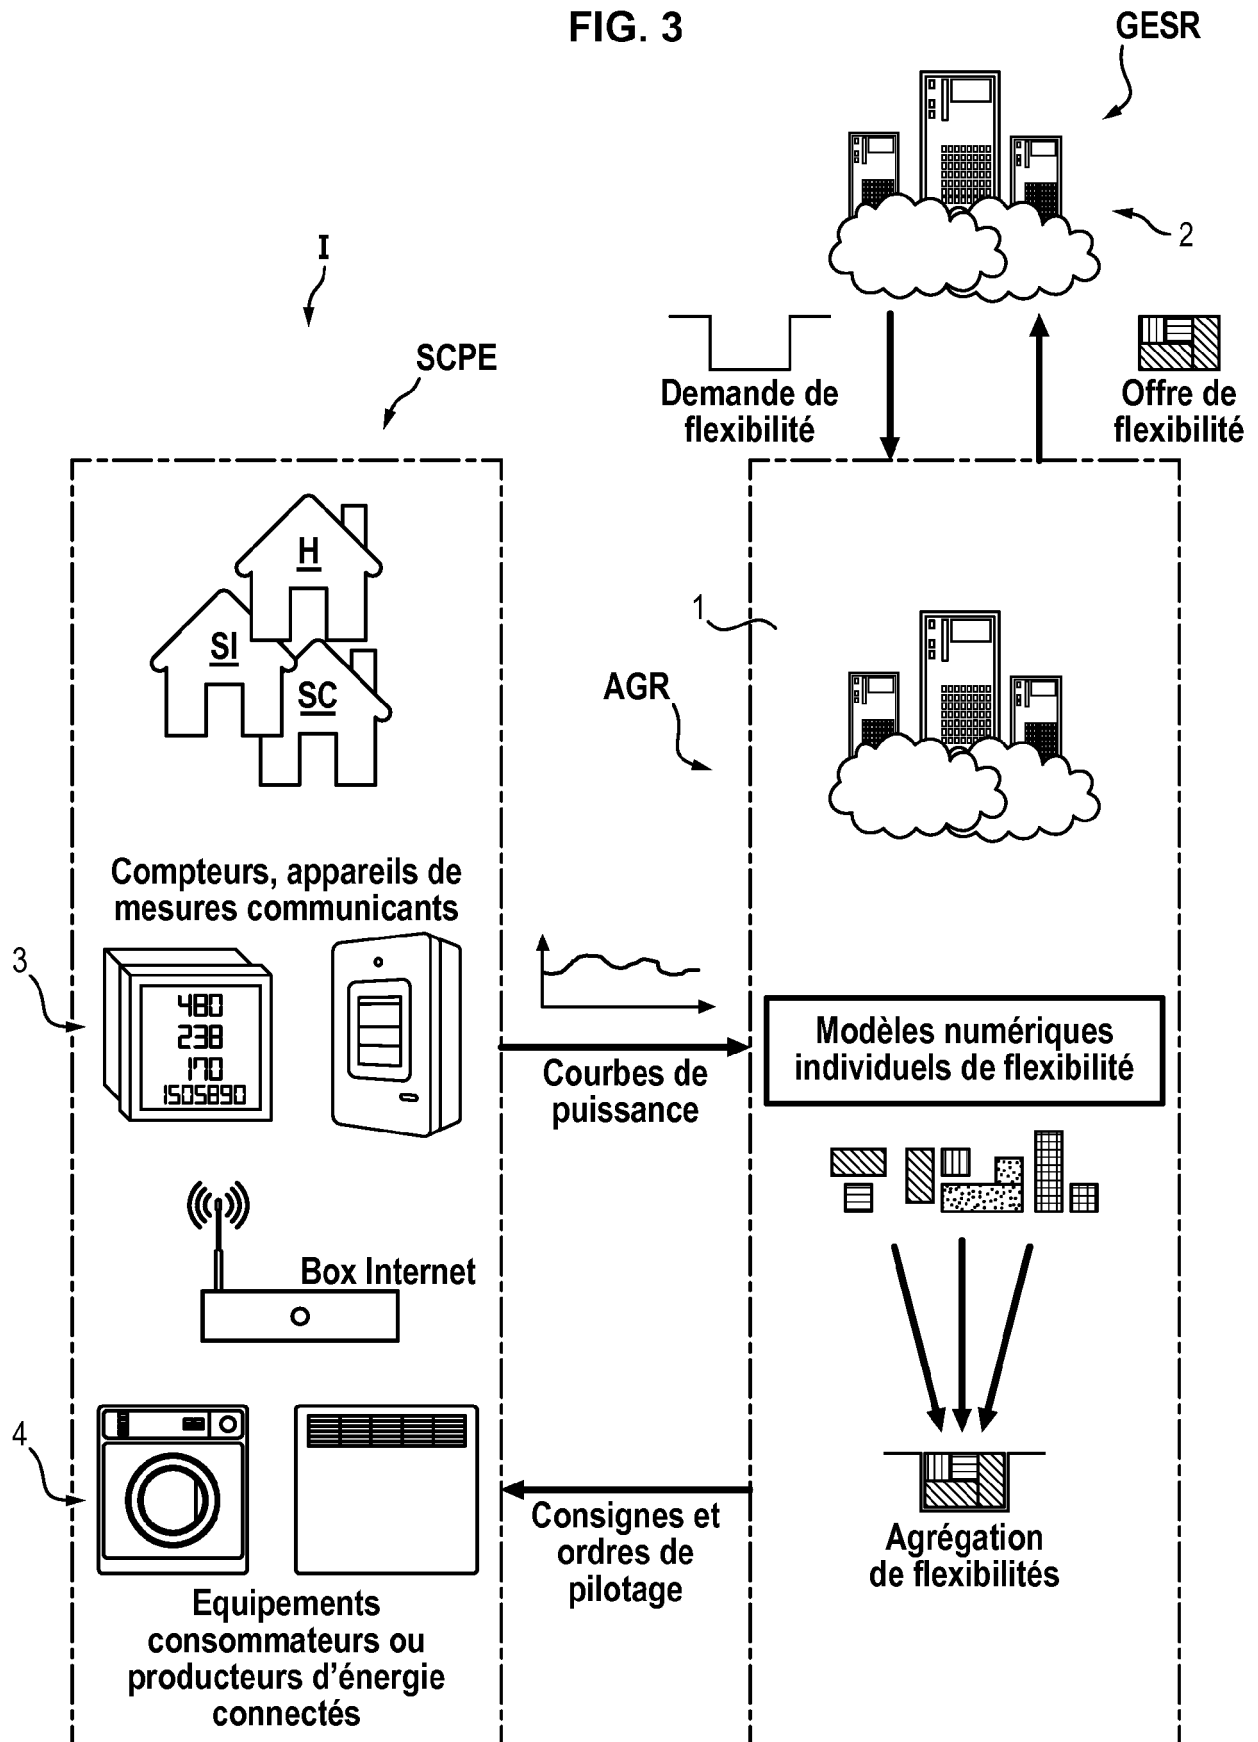 FIG. 3
GESR
2
I
SCPE
Demande de
flexibilité
Offre de
flexibilité
H
SI
SC
1
AGR
Compteurs, appareils de
mesures communicants
3
480
238
170
1505890
Courbes de
puissance
Modèles numériques
individuels de flexibilité
Box Internet
4
Consignes et
ordres de
pilotage
Agrégation
de flexibilités
Equipements
consommateurs ou
producteurs d'énergie
connectés